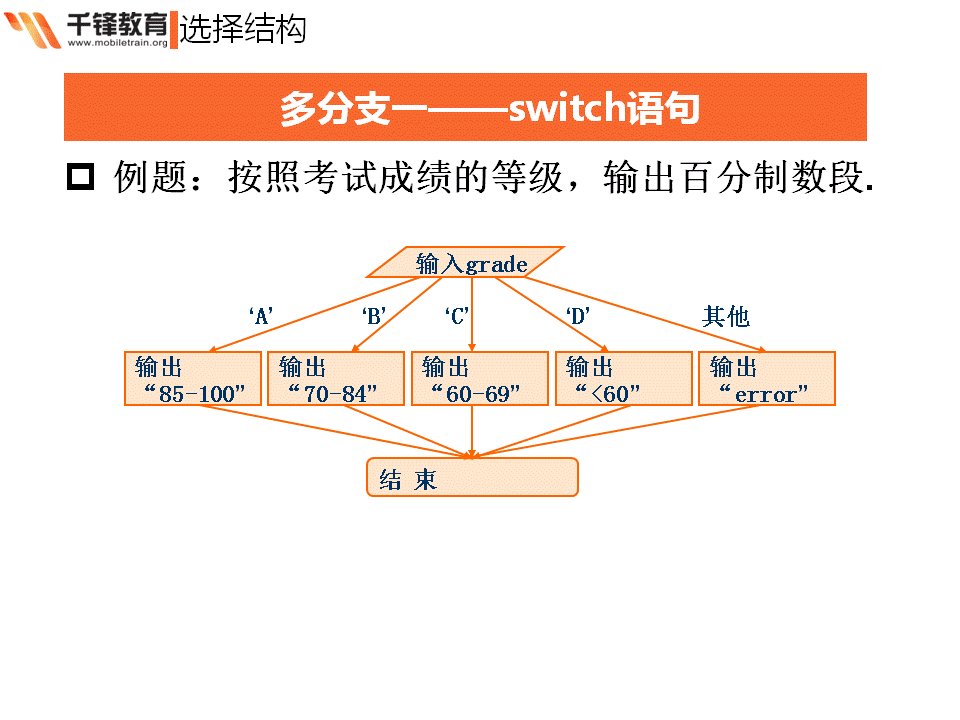 千锋教育
www.mobiletrain.org
选择结构
多分支一——switch语句
例题：按照考试成绩的等级，输出百分制数段.
输入grade
‘A’ ‘B’ ‘C’ ‘D’ 其他
输出
“85-100”
输出
“70-84”
输出
“60-69”
输出
“<60”
输出
“error”
结 束